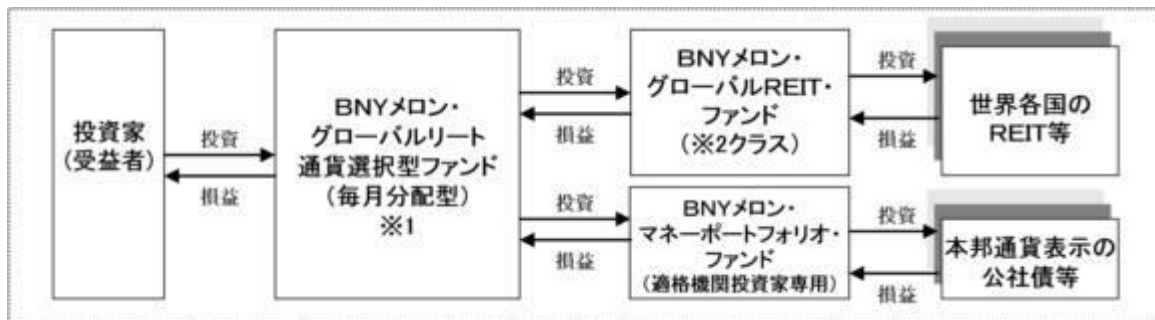 投資家
(受益者)
投資
損益
BNYメロン・
グローバルリート
通貨選択型ファンド
(毎月分配型)
※1
投資
損益
BNYメロン・
グローバルREIT・
ファンド
(※2クラス)
投資
損益
世界各国の
REIT等
投資
損益
BNYメロン・
マネーポートフォリオ・
ファンド
(適格機関投資家専用)
投資
損益
本邦通貨表示の
公社債等